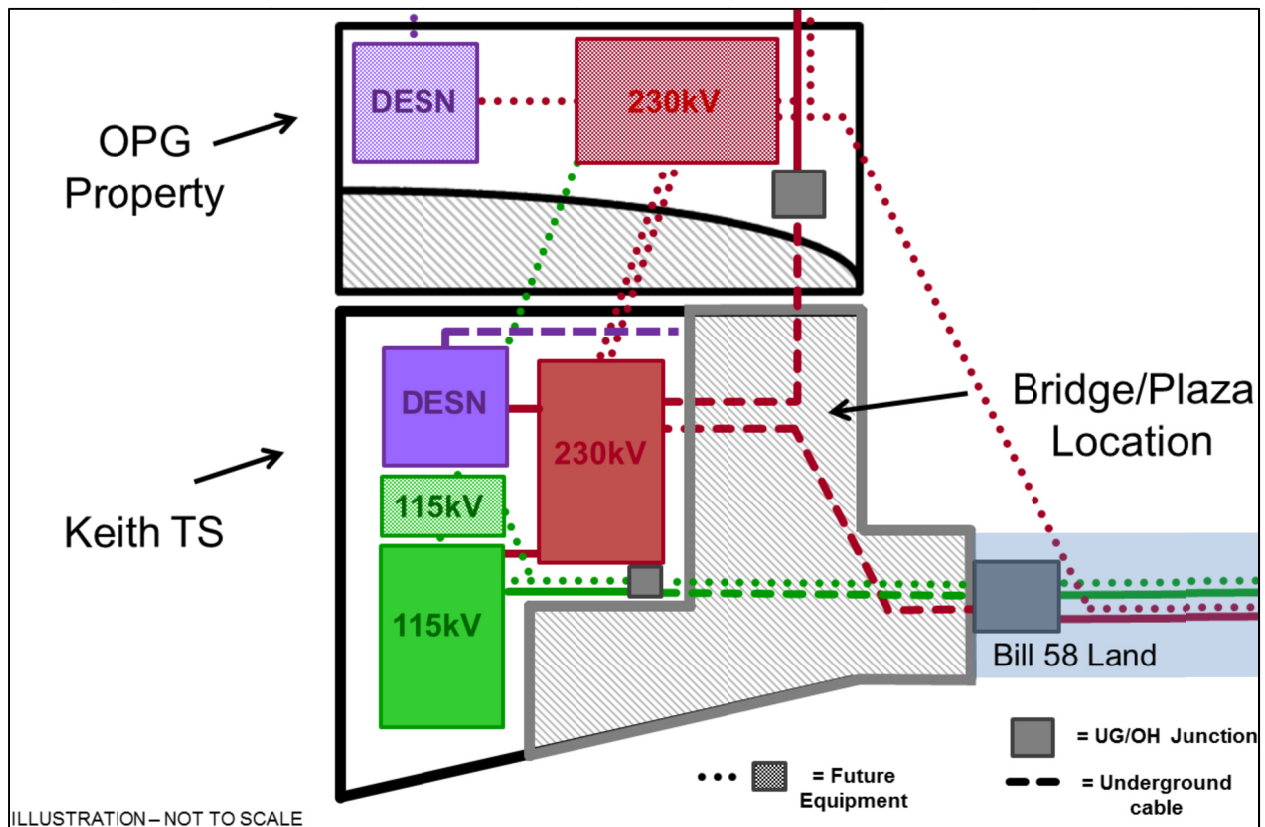 DESN
230kV
OPG
Property
DESN
230kV
Bridge/Plaza
Location
115kV
Keith TS
115kV
Bill 58 Land
= UG/OH Junction
= Future
Equipment
= Underground
cable
ILLUSTRATION – NOT TO SCALE